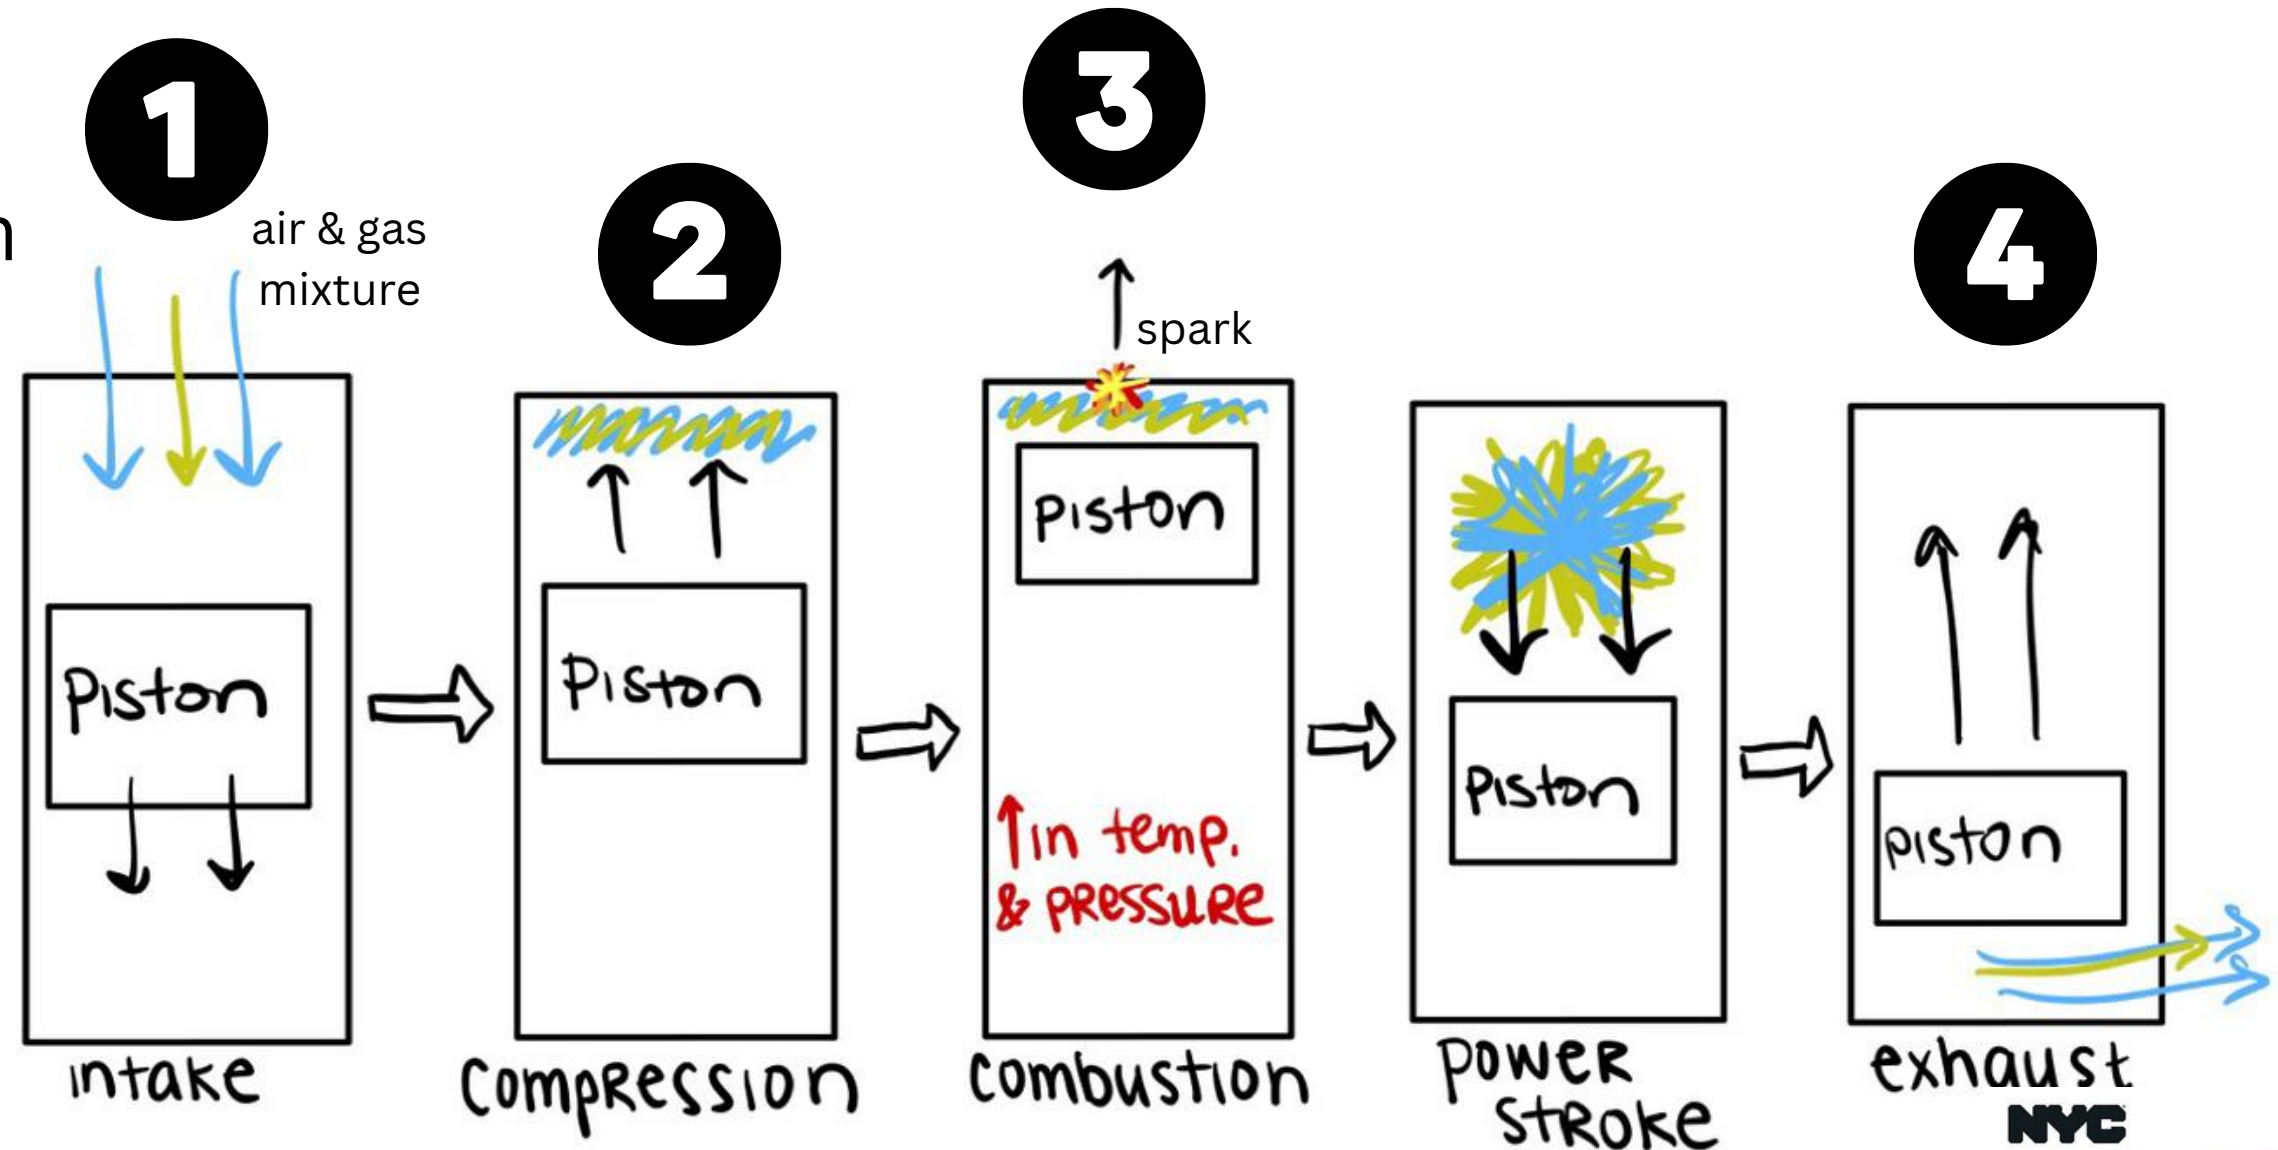 1
air & gas
mixture
Piston
intake
2
Piston
compression
3
spark
piston
↑in temp.
& pressure
combustion
piston
power
stroke
4
piston
exhaust
NYC